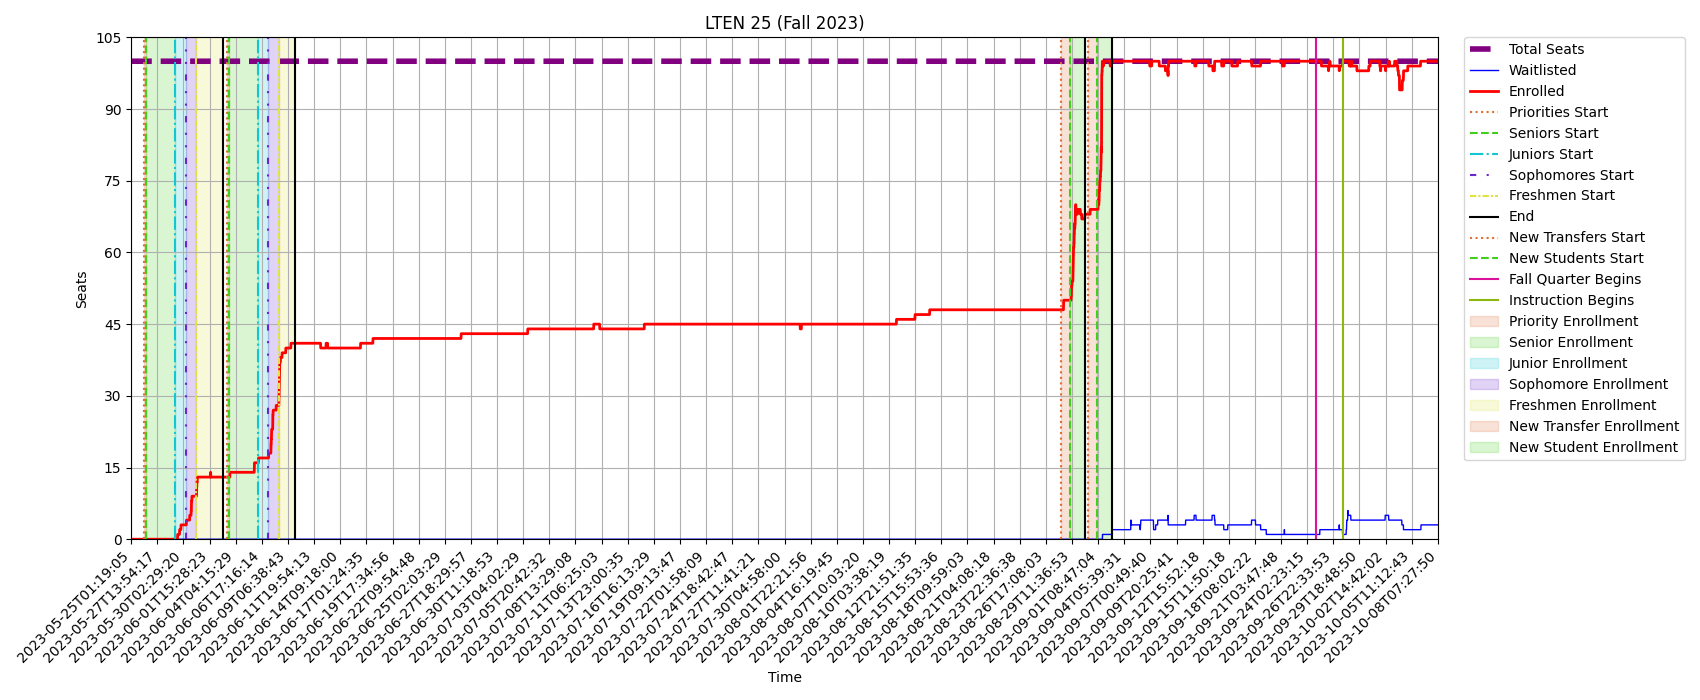 LTEN 25 (Fall 2023)
105
90
75
60
45
30
15
0
Seats
2023-05-25T01:19:05
2023-05-27T13:54:17
2023-05-30T02:29:20
2023-06-01T15:28:23
2023-06-04T04:15:29
2023-06-06T17:16:14
2023-06-09T06:38:43
2023-06-11T19:54:13
2023-06-14T09:18:00
2023-06-17T01:24:35
2023-06-19T17:34:56
2023-06-22T09:54:48
2023-06-25T02:03:29
2023-06-27T18:29:57
2023-06-30T11:18:53
2023-07-03T04:02:29
2023-07-05T20:42:32
2023-07-08T13:29:08
2023-07-11T06:25:03
2023-07-13T23:00:35
2023-07-16T16:13:29
2023-07-19T09:13:47
2023-07-22T01:58:09
2023-07-24T18:42:47
2023-07-27T11:41:21
2023-07-30T04:58:00
2023-08-01T22:21:56
2023-08-04T16:19:45
2023-08-07T10:03:20
2023-08-10T03:38:19
2023-08-12T21:51:35
2023-08-15T15:53:36
2023-08-18T09:59:03
2023-08-21T04:08:18
2023-08-23T22:36:38
2023-08-26T17:08:03
2023-08-29T11:36:53
2023-09-01T08:47:04
2023-09-04T05:39:31
2023-09-07T00:49:40
2023-09-09T20:25:41
2023-09-12T15:52:18
2023-09-15T11:50:18
2023-09-18T08:02:22
2023-09-21T03:47:48
2023-09-24T02:23:15
2023-09-26T22:33:53
2023-09-29T18:48:50
2023-10-02T14:42:02
2023-10-05T11:12:43
2023-10-08T07:27:50
Time
Total Seats
Waitlisted
Enrolled
Priorities Start
Seniors Start
Juniors Start
Sophomores Start
Freshmen Start
End
New Transfers Start
New Students Start
Fall Quarter Begins
Instruction Begins
Priority Enrollment
Senior Enrollment
Junior Enrollment
Sophomore Enrollment
Freshmen Enrollment
New Transfer Enrollment
New Student Enrollment